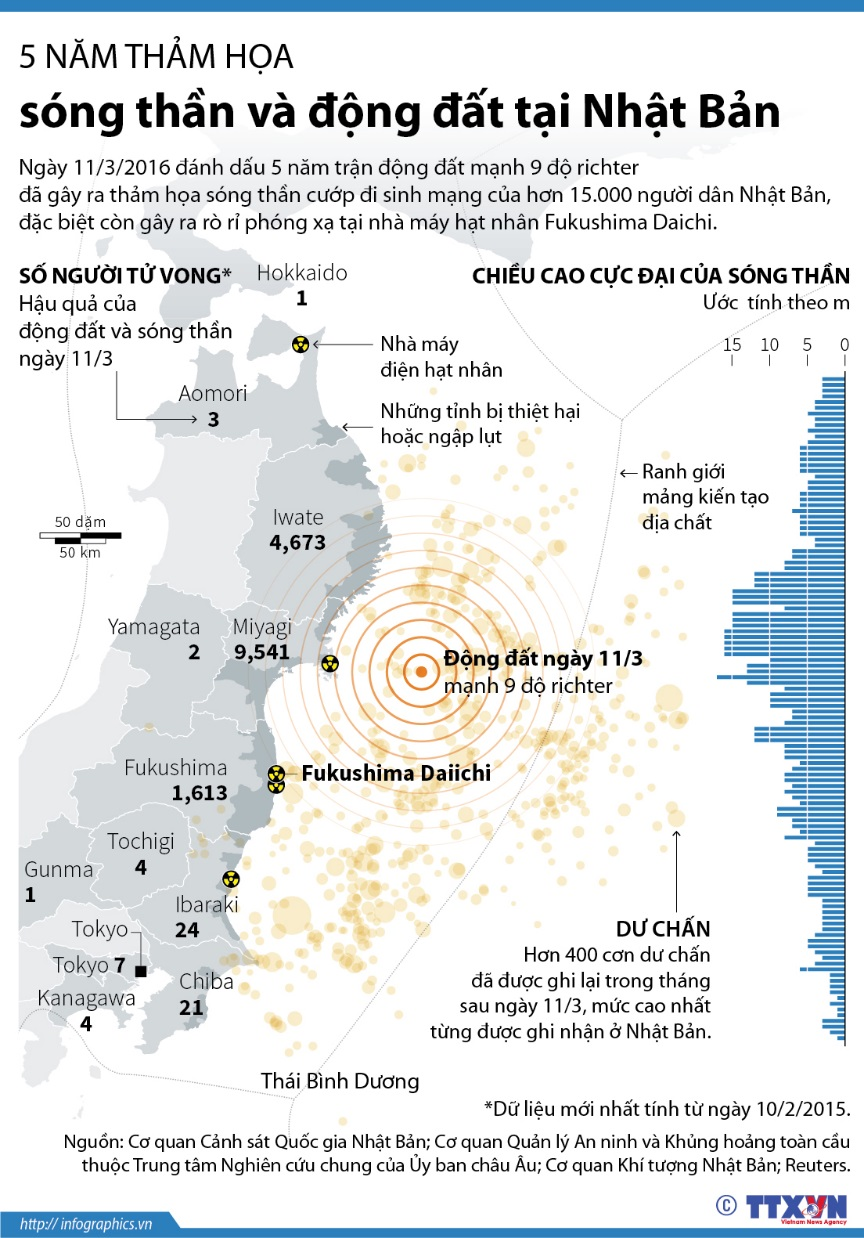 5 NĂM THẢM HỌA
sóng thần và động đất tại Nhật Bản
Ngày 11/3/2016 đánh dấu 5 năm trận động đất mạnh 9 độ richter
đã gây ra thảm họa sóng thần cướp đi sinh mạng của hơn 15.000 người dân Nhật Bản,
đặc biệt còn gây ra rò rỉ phóng xạ tại nhà máy hạt nhân Fukushima Daichi.
SỐ NGƯỜI TỬ VONG*
Hậu quả của
động đất và sóng thần
ngày 11/3
Hokkaido
1
CHIỀU CAO CỰC ĐẠI CỦA SÓNG THẦN
Ước tính theo m
15 10 5 0
Nhà máy
điện hạt nhân
Aomori
3
Những tỉnh bị thiệt hại
hoặc ngập lụt
Ranh giới
mảng kiến tạo
địa chất
50 dặm
50 km
Iwate
4,673
Yamagata
2
Miyagi
9,541
Động đất ngày 11/3
mạnh 9 độ richter
Fukushima
1,613
Fukushima Daiichi
Tochigi
4
Gunma
1
Ibaraki
24
Tokyo
Tokyo 7
Kanagawa
4
Chiba
21
DƯ CHẤN
Hơn 400 cơn dư chấn
đã được ghi lại trong tháng
sau ngày 11/3, mức cao nhất
từng được ghi nhận ở Nhật Bản.
Thái Bình Dương
*Dữ liệu mới nhất tính từ ngày 10/2/2015.
Nguồn: Cơ quan Cảnh sát Quốc gia Nhật Bản; Cơ quan Quản lý An ninh và Khủng hoảng toàn cầu
thuộc Trung tâm Nghiên cứu chung của Ủy ban châu Âu; Cơ quan Khí tượng Nhật Bản; Reuters.
© TTXVN
Vietnam News Agency
http:// infographics.vn